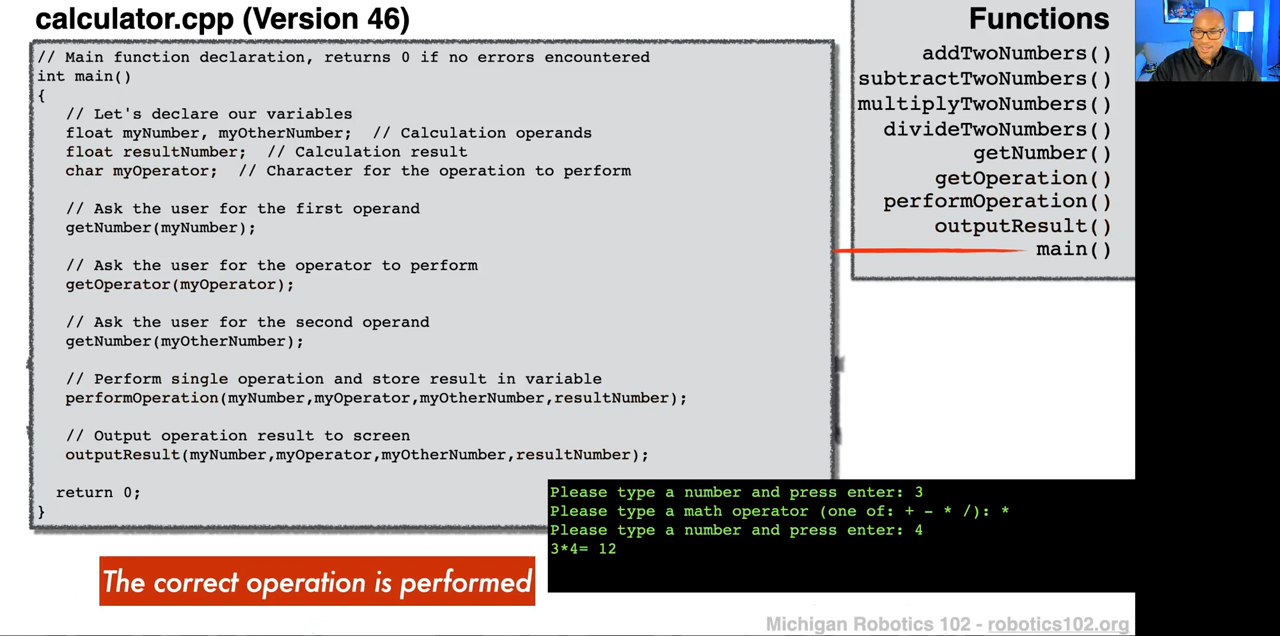 calculator.cpp (Version 46)
// Main function declaration, returns 0 if no errors encountered
int main()
{
// Let's declare our variables
float myNumber, myOtherNumber;  // Calculation operands
float resultNumber;  // Calculation result
char myOperator;  // Character for the operation to perform
// Ask the user for the first operand
getNumber(myNumber);
// Ask the user for the operator to perform
getOperator(myOperator);
// Ask the user for the second operand
getNumber(myOtherNumber);
// Perform single operation and store result in variable
performOperation(myNumber,myOperator,myOtherNumber,resultNumber);
// Output operation result to screen
outputResult(myNumber,myOperator,myOtherNumber,resultNumber);
return 0;
}
Functions
addTwoNumbers()
subtractTwoNumbers()
multiplyTwoNumbers()
divideTwoNumbers()
getNumber()
getOperation()
performOperation()
outputResult()
main()
Please type a number and press enter: 3
Please type a math operator (one of: + - * /): *
Please type a number and press enter: 4
3*4= 12
The correct operation is performed
Michigan Robotics 102 - robotics102.org